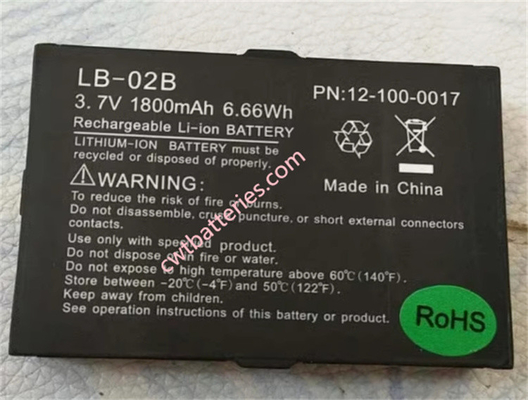 LB-02B
3.7V 1800mAh 6.66Wh
PN:12-100-0017
Rechargeable Li-ion BATTERY
LITHIUM-ION BATTERY MUST BE
RECYCLED OR DISPOSED OF PROPERLY.
WARNING:
Made in China
To reduce the risk of fire or burns.
Do not disassemble, crush, puncture, or short external connectors
contacts.
Use only with specified
Do not dispose of in fire or water.
Do not expose to high temperature above 60℃(140℉)
Store between -20℃(-4℉) and 50℃(122℉)
Keep away from children.
See operation instructions of this battery or product.
RoHS
cwtbatteries.com